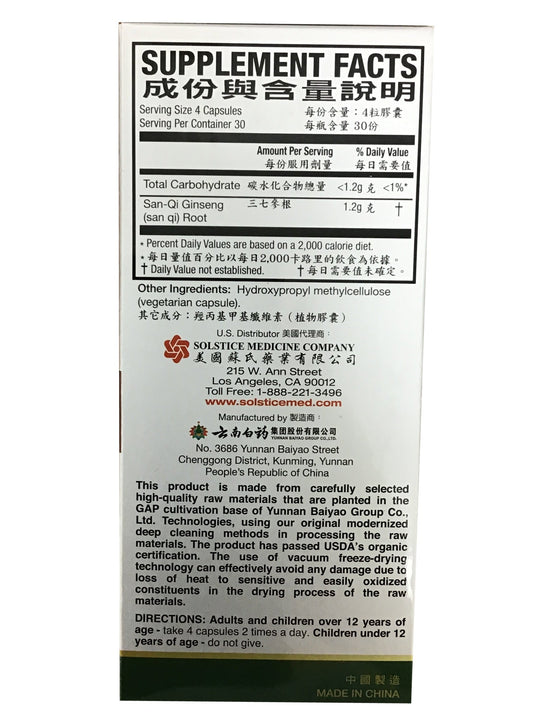 SUPPLEMENT FACTS
成份與含量說明
Serving Size 4 Capsules 每份含量：4粒膠囊
Serving Per Container 30 每瓶含量 30份
Amount Per Serving % Daily Value
每份服用劑量 每日需要值
Total Carbohydrate 碳水化合物總量 <1.2g 克 <1%*
San-Qi Ginseng 三七參根 1.2g 克 †
(san qi) Root
* Percent Daily Values are based on a 2,000 calorie diet.
* 每日量值百分比以每日2,000卡路里的飲食為依據。
† Daily Value not established. † 每日需要值未確定。
Other Ingredients: Hydroxypropyl methylcellulose
(vegetarian capsule).
其它成分：羥丙基甲基纖維素（植物膠囊）
U.S. Distributor 美國代理商：
SOLSTICE MEDICINE COMPANY
美國蘇氏藥業有限公司
215 W. Ann Street
Los Angeles, CA 90012
Toll Free: 1-888-221-3496
www.solsticemed.com
Manufactured by 製造商：
云南白药 集团股份有限公司
YUNNAN BAIYAO GROUP CO.,LTD.
No. 3686 Yunnan Baiyao Street
Chenggong District, Kunming, Yunnan
People's Republic of China
This product is made from carefully selected
high-quality raw materials that are planted in the
GAP cultivation base of Yunnan Baiyao Group Co.,
Ltd. Technologies, using our original modernized
deep cleaning methods in processing the raw
materials. The product has passed USDA's organic
certification. The use of vacuum freeze-drying
technology can effectively avoid any damage due to
loss of heat to sensitive and easily oxidized
constituents in the drying process of the raw
materials.
DIRECTIONS: Adults and children over 12 years of
age - take 4 capsules 2 times a day. Children under 12
years of age - do not give.
中國製造
MADE IN CHINA